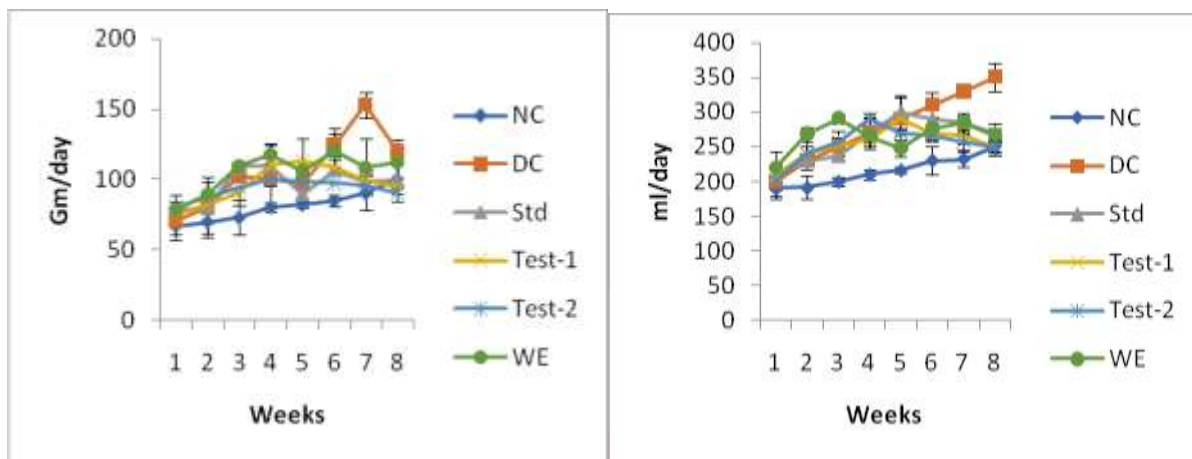 200
150
100
50
0
Gm/day
1 2 3 4 5 6 7 8
Weeks
NC
DC
Std
Test-1
Test-2
WE
400
350
300
250
200
150
100
50
0
ml/day
1 2 3 4 5 6 7 8
Weeks
NC
DC
Std
Test-1
Test-2
WE